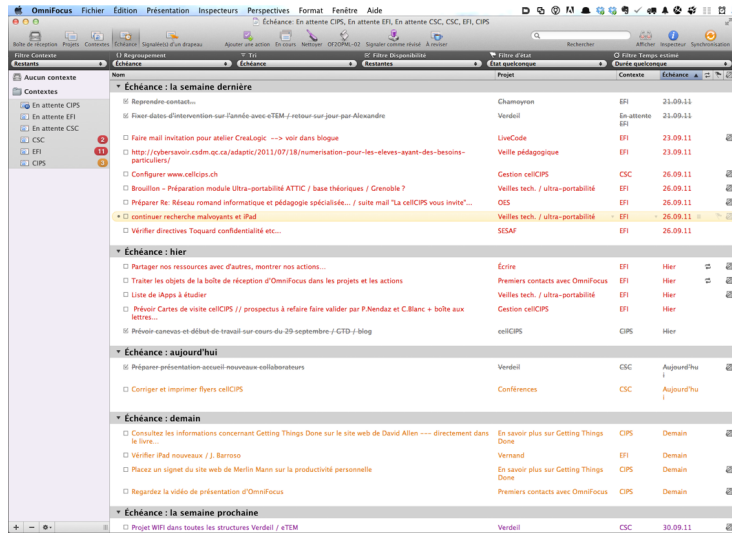 OmniFocus Fichier Édition Présentation Inspecteurs Perspectives Format Fenêtre Aide
Échéance: En attente CIPS, En attente EFI, En attente CSC, CSC, EFI, CIPS
Boîte de réception Projets Contextes Échéance Signalé(e)s d'un drapeau Ajouter une action En cours Nettoyer OF2OPML-02 Signaler comme révisé À reviser Rechercher Afficher Inspecteur Synchronisation
Filtre Contexte Regroupement Tri Filtre Disponibilité Filtre d'état Filtre Temps estimé
Restants Échéance Échéance Restantes État quelconque Durée quelconque
Aucun contexte
Contextes
En attente CIPS
En attente EFI
En attente CSC
CSC 2
EFI 11
CIPS 3
Nom Projet Contexte Échéance
Échéance : la semaine dernière
Reprendre contact... Chamoyron EFI 21.09.11
Fixer dates d'intervention sur l'année avec eTEM / retour sur jour par Alexandre Verdeil En attente EFI 21.09.11
Faire mail invitation pour atelier CreaLogic --> voir dans blogue LiveCode EFI 23.09.11
http://cybersavoir.csdm.qc.ca/adaptic/2011/07/18/numerisation-pour-les-eleves-ayant-des-besoins-
particuliers/ Veille pédagogique EFI 23.09.11
Configurer www.cellcips.ch Gestion cellCIPS CSC 26.09.11
Brouillon - Préparation module Ultra-portabilité ATTIC / base théoriques / Grenoble ? Veilles tech. / ultra-portabilité EFI 26.09.11
Préparer Re: Réseau romand informatique et pédagogie spécialisée... / suite mail "La cellCIPS vous invite"... OES EFI 26.09.11
continuer recherche malvoyants et iPad Veilles tech. / ultra-portabilité EFI 26.09.11
Vérifier directives Toquard confidentialité etc... SESAF EFI 26.09.11
Échéance : hier
Partager nos ressources avec d'autres, montrer nos actions... Écrire EFI Hier
Traiter les objets de la boîte de réception d'OmniFocus dans les projets et les actions Premiers contacts avec OmniFocus EFI Hier
Liste de iApps à étudier Veilles tech. / ultra-portabilité EFI Hier
Prévoir Cartes de visite cellCIPS // prospectus à refaire faire valider par P.Nendaz et C.Blanc + boîte aux
lettres... Gestion cellCIPS EFI Hier
Prévoir canevas et début de travail sur cours du 29 septembre / GTD / blog cellCIPS CIPS Hier
Échéance : aujourd'hui
Préparer présentation accueil nouveaux collaborateurs Verdeil CSC Aujourd'hu
i
Corriger et imprimer flyers cellCIPS Conférences CSC Aujourd'hu
i
Échéance : demain
Consultez les informations concernant Getting Things Done sur le site web de David Allen --- directement dans
le livre... En savoir plus sur Getting Things Done CIPS Demain
Vérifier iPad nouveaux / J. Barroso Vernand EFI Demain
Placez un signet du site web de Merlin Mann sur la productivité personnelle En savoir plus sur Getting Things Done CIPS Demain
Regardez la vidéo de présentation d'OmniFocus Premiers contacts avec OmniFocus CIPS Demain
Échéance : la semaine prochaine
Projet WIFI dans toutes les structures Verdeil / eTEM Verdeil CSC 30.09.11